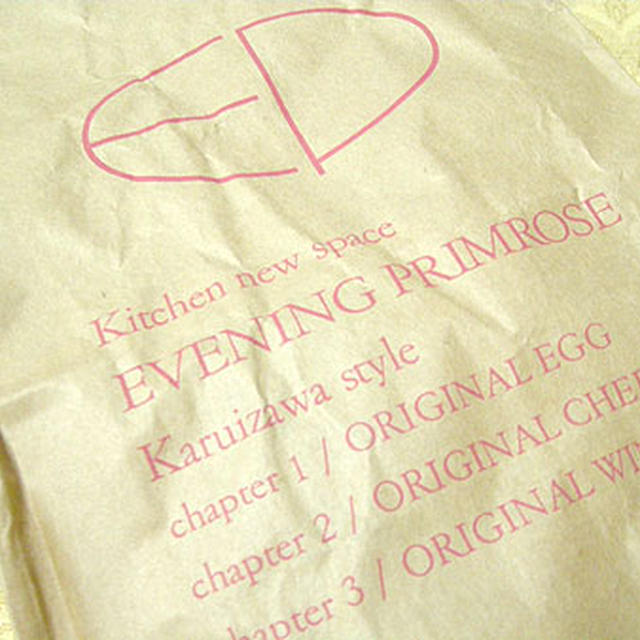 Kitchen new space
EVENING PRIMROSE
Karuizawa style
chapter 1 / ORIGINAL EGG
chapter 2 / ORIGINAL
chapter 3 / ORIGINAL